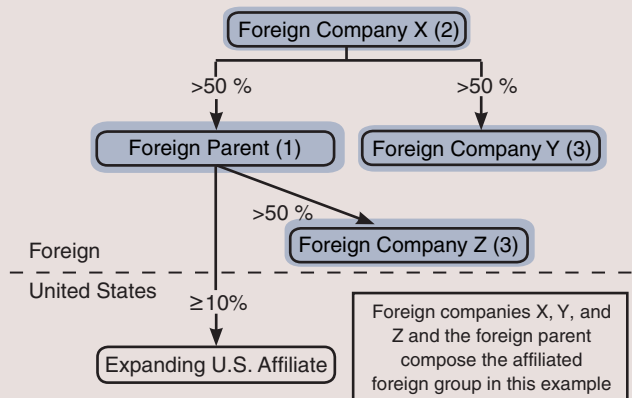 Foreign Company X (2)
>50 %
>50 %
Foreign Parent (1)
Foreign Company Y (3)
>50 %
Foreign Company Z (3)
Foreign
United States
≥10%
Expanding U.S. Affiliate
Foreign companies X, Y, and
Z and the foreign parent
compose the affiliated
foreign group in this example